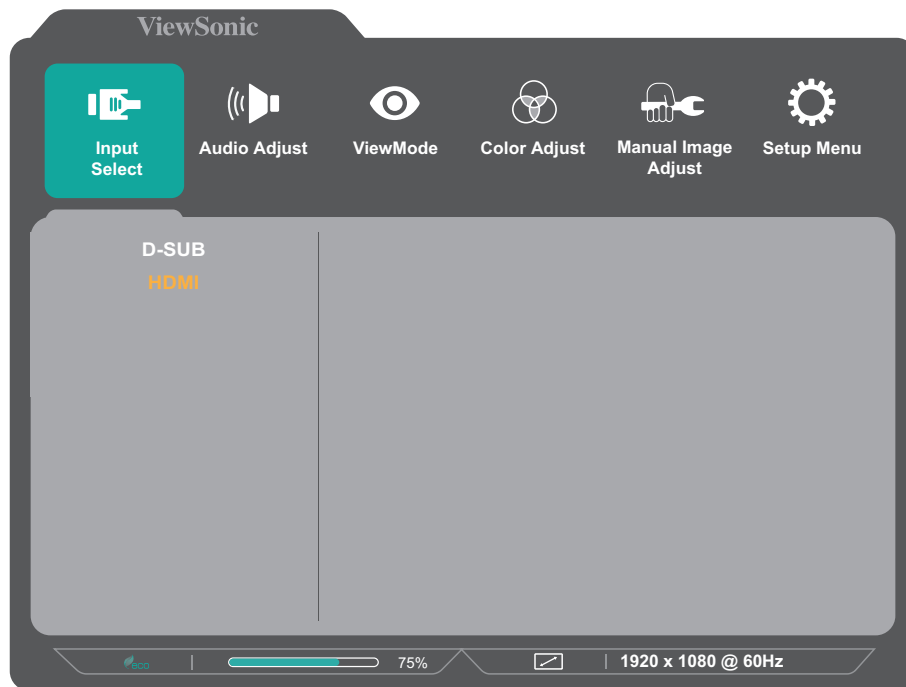 ViewSonic
Input
Select
Audio Adjust
ViewMode
Color Adjust
Manual Image
Adjust
Setup Menu
D-SUB
HDMI
ECO
75%
1920 x 1080 @ 60Hz